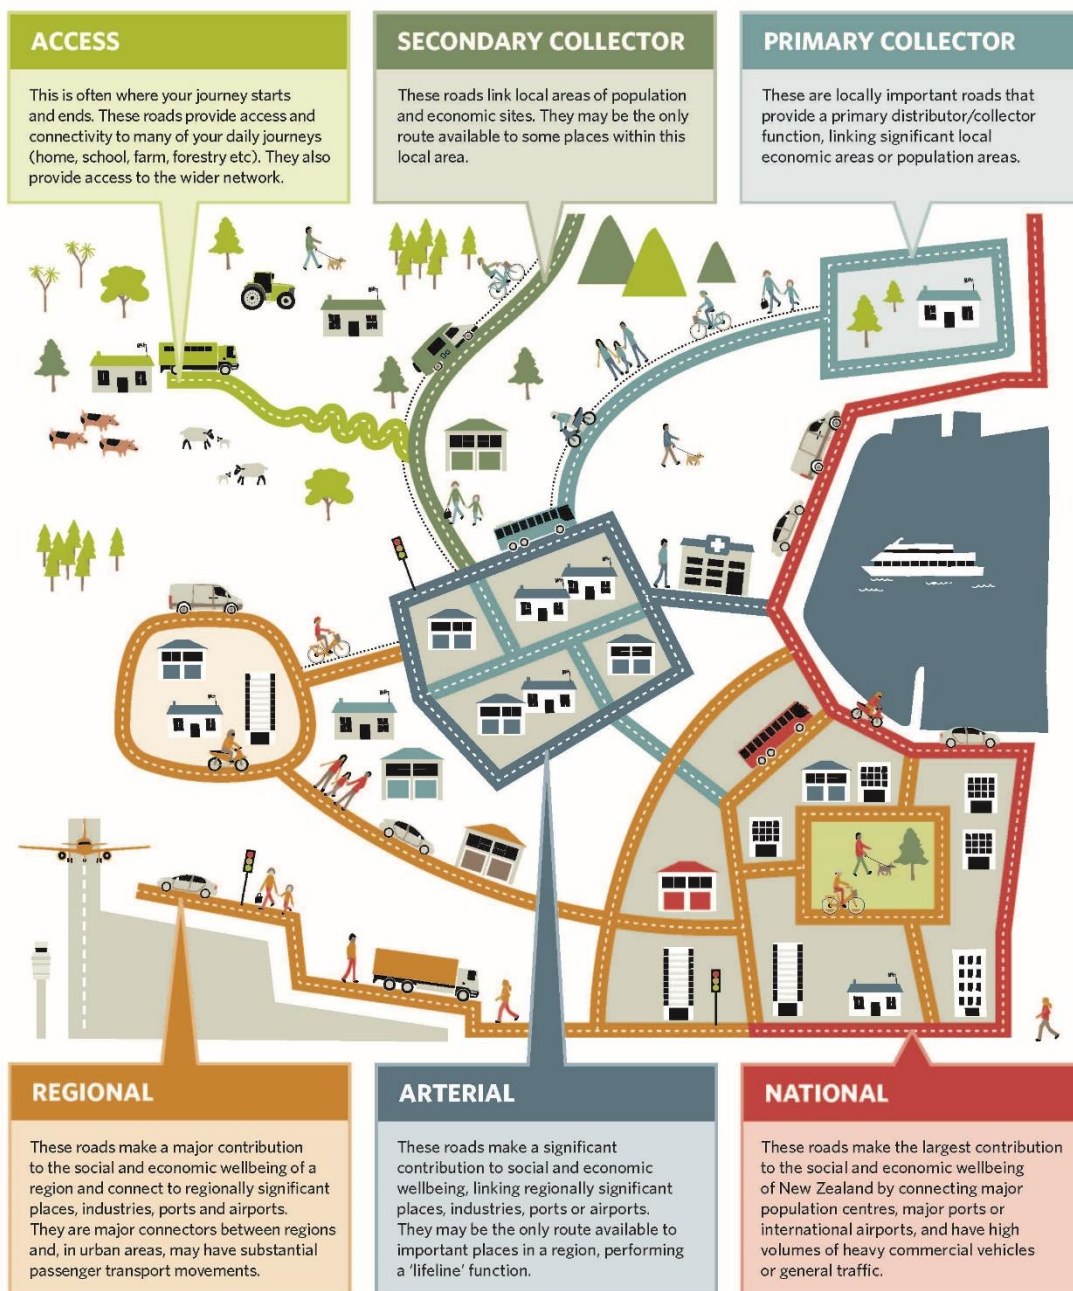 ACCESS
This is often where your journey starts
and ends. These roads provide access and
connectivity to many of your daily journeys
(home, school, farm, forestry etc). They also
provide access to the wider network.
SECONDARY COLLECTOR
These roads link local areas of population
and economic sites. They may be the only
route available to some places within this
local area.
PRIMARY COLLECTOR
These are locally important roads that
provide a primary distributor/collector
function, linking significant local
economic areas or population areas.
REGIONAL
These roads make a major contribution
to the social and economic wellbeing of a
region and connect to regionally significant
places, industries, ports and airports.
They are major connectors between regions
and, in urban areas, may have substantial
passenger transport movements.
ARTERIAL
These roads make a significant
contribution to social and economic
wellbeing, linking regionally significant
places, industries, ports or airports.
They may be the only route available to
important places in a region, performing
a 'lifeline' function.
NATIONAL
These roads make the largest contribution
to the social and economic wellbeing
of New Zealand by connecting major
population centres, major ports or
international airports, and have high
volumes of heavy commercial vehicles
or general traffic.